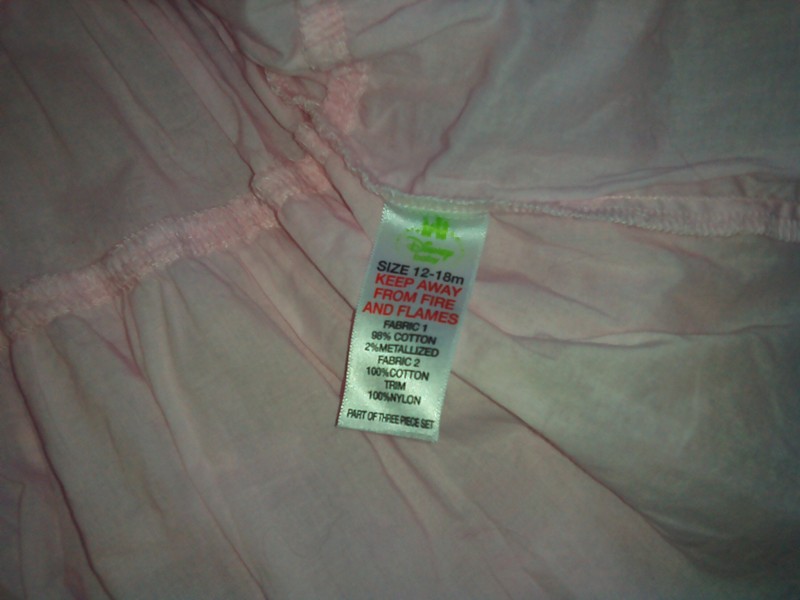 Disney
SIZE 12-18m
KEEP AWAY
FROM FIRE
AND FLAMES
FABRIC 1
98% COTTON
2%METALLIZED
FABRIC 2
100%COTTON
TRIM
100%NYLON
PART OF THREE PIECE SET